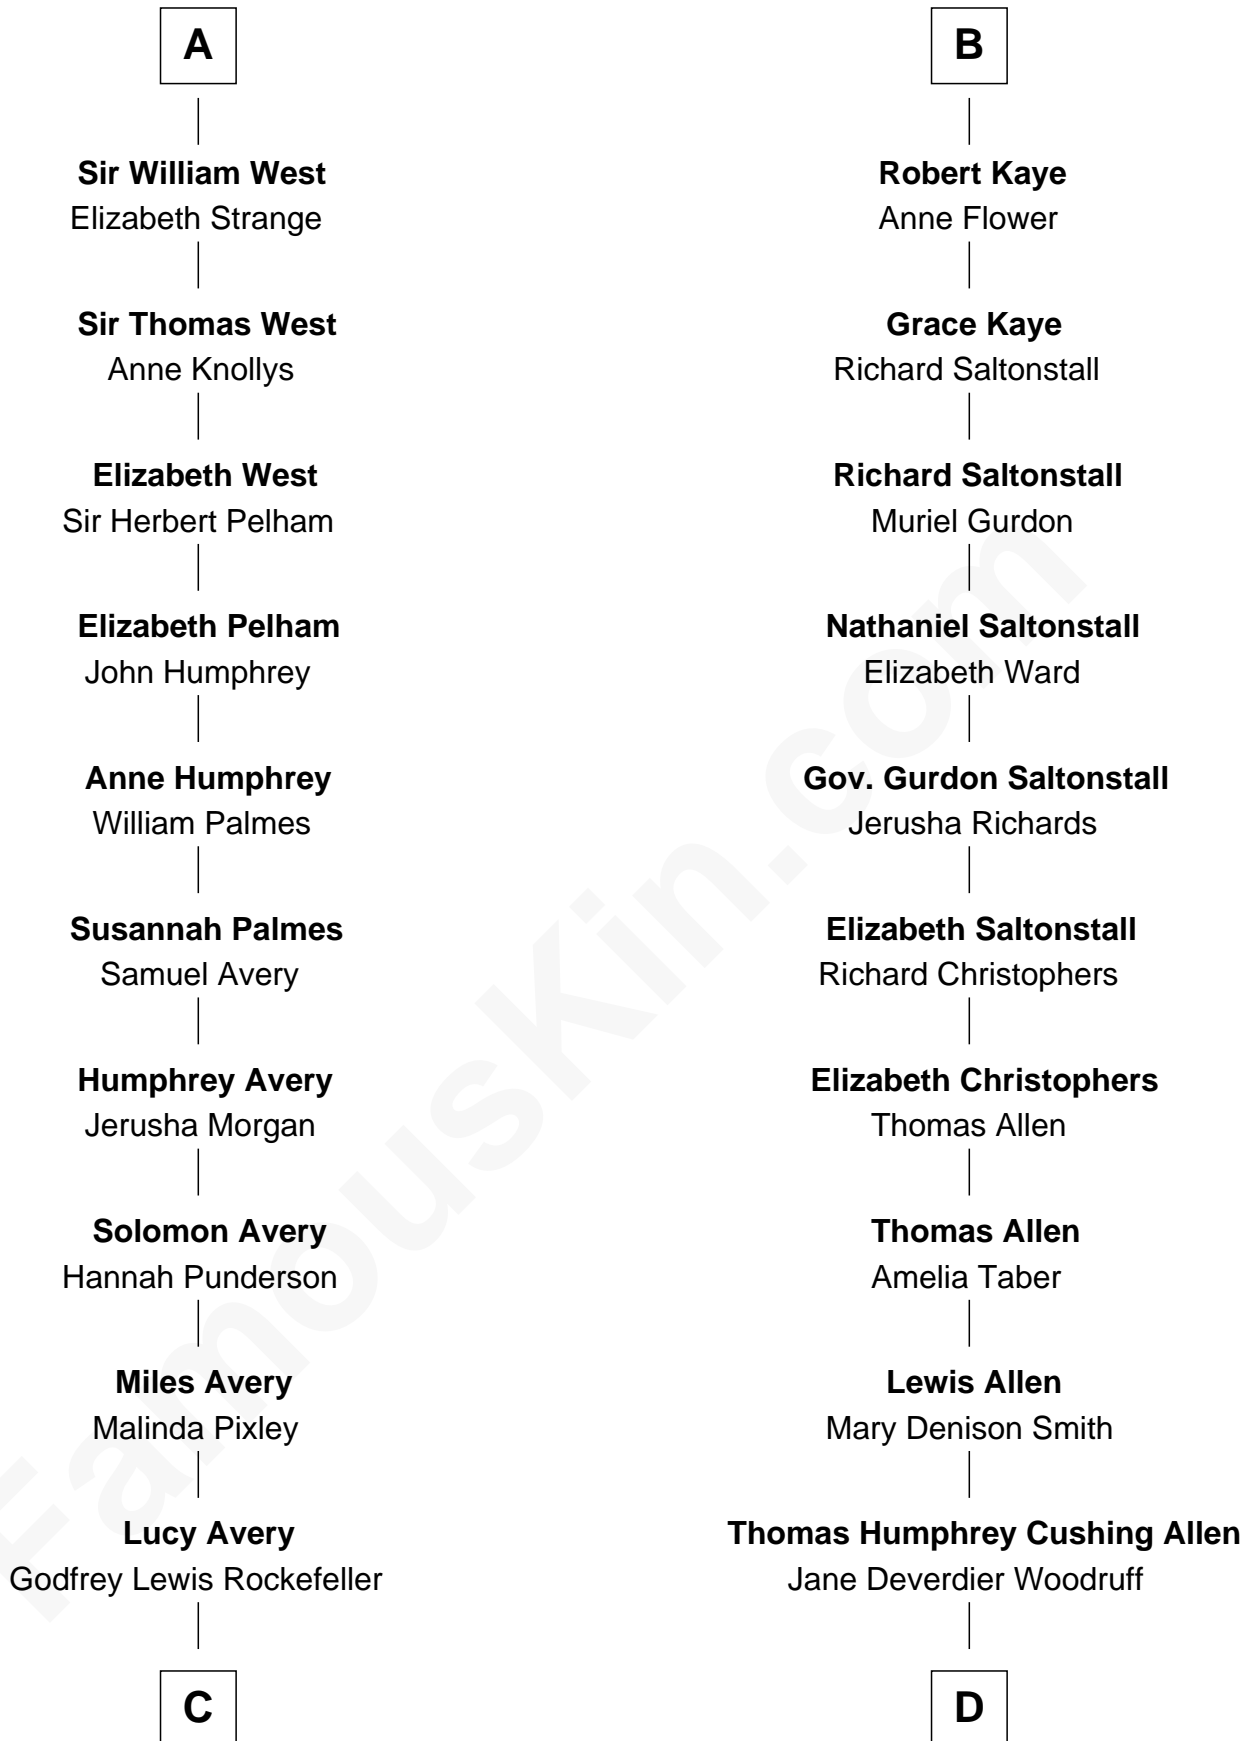 A
Sir William West
Elizabeth Strange
Sir Thomas West
Anne Knollys
Elizabeth West
Sir Herbert Pelham
Elizabeth Pelham
John Humphrey
Anne Humphrey
William Palmes
Susannah Palmes
Samuel Avery
Humphrey Avery
Jerusha Morgan
Solomon Avery
Hannah Punderson
Miles Avery
Malinda Pixley
Lucy Avery
Godfrey Lewis Rockefeller
C
B
Robert Kaye
Anne Flower
Grace Kaye
Richard Saltonstall
Richard Saltonstall
Muriel Gurdon
Nathaniel Saltonstall
Elizabeth Ward
Gov. Gurdon Saltonstall
Jerusha Richards
Elizabeth Saltonstall
Richard Christophers
Elizabeth Christophers
Thomas Allen
Thomas Allen
Amelia Taber
Lewis Allen
Mary Denison Smith
Thomas Humphrey Cushing Allen
Jane Deverdier Woodruff
D
FamousKin.com